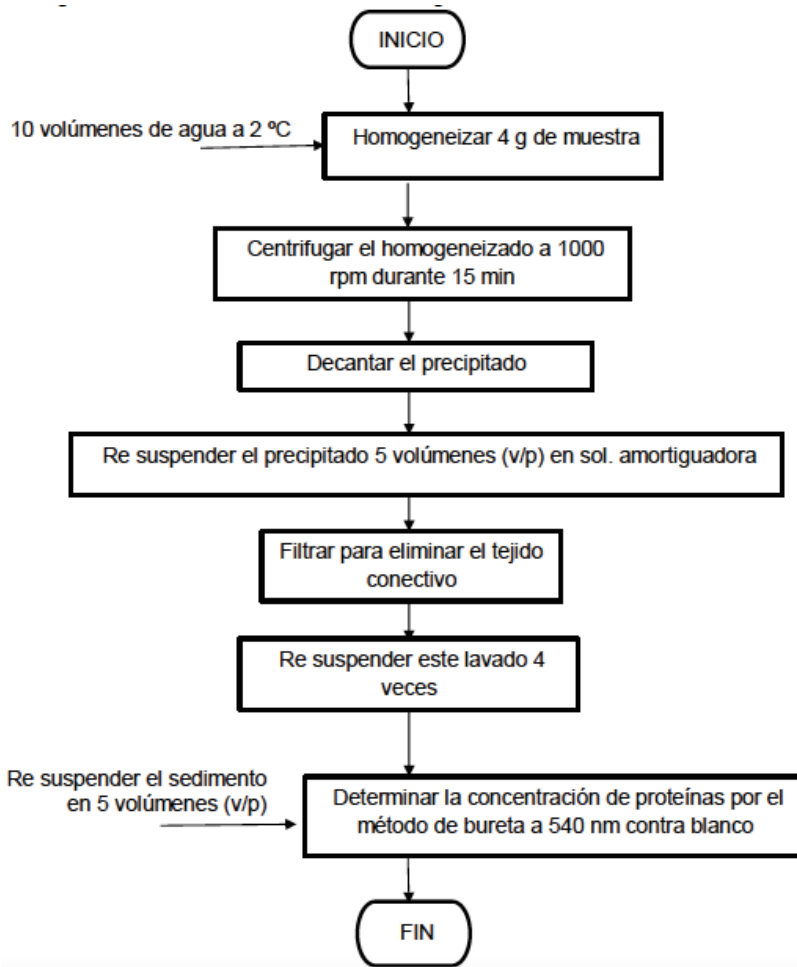 INICIO
10 volúmenes de agua a 2 ºC
Homogeneizar 4 g de muestra
Centrifugar el homogeneizado a 1000
rpm durante 15 min
Decantar el precipitado
Re suspender el precipitado 5 volúmenes (v/p) en sol. amortiguadora
Filtrar para eliminar el tejido
conectivo
Re suspender este lavado 4
veces
Re suspender el sedimento
en 5 volúmenes (v/p)
Determinar la concentración de proteínas por el
método de bureta a 540 nm contra blanco
FIN